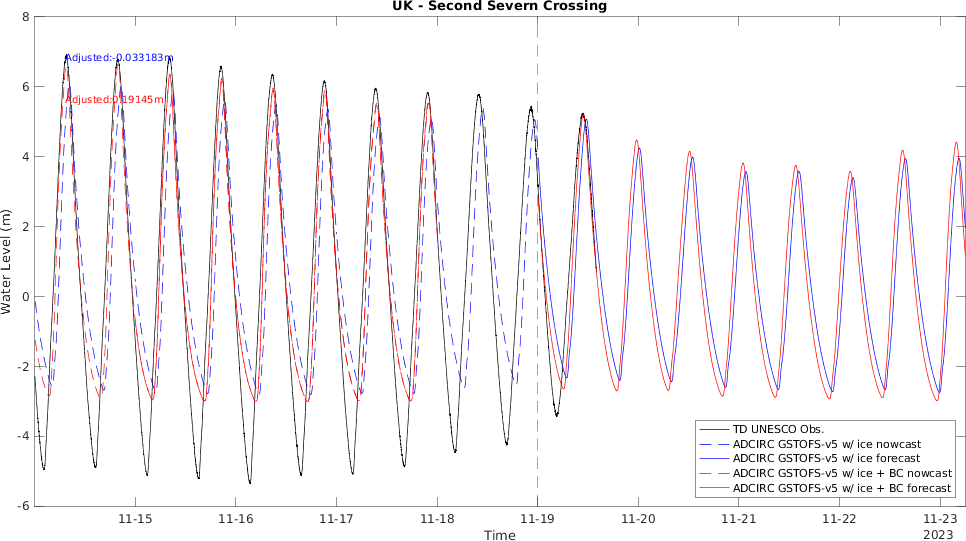 UK - Second Severn Crossing
8
6
4
2
0
-2
-4
-6
Water Level (m)
Adjusted:-0.033183m
Adjusted:0.19145m
TD UNESCO Obs.
ADCIRC GSTOFS-v5 w/ ice nowcast
ADCIRC GSTOFS-v5 w/ ice forecast
ADCIRC GSTOFS-v5 w/ ice + BC nowcast
ADCIRC GSTOFS-v5 w/ ice + BC forecast
11-15 11-16 11-17 11-18 11-19 11-20 11-21 11-22 11-23
2023
Time